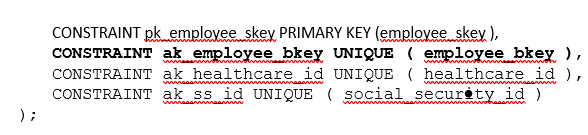 CONSTRAINT pk_employee_skey PRIMARY KEY (employee_skey ),
CONSTRAINT ak_employee_bkey UNIQUE ( employee_bkey ),
CONSTRAINT ak_healthcare_id UNIQUE ( healthcare_id ),
CONSTRAINT ak_ss_id UNIQUE ( social_security_id )
);